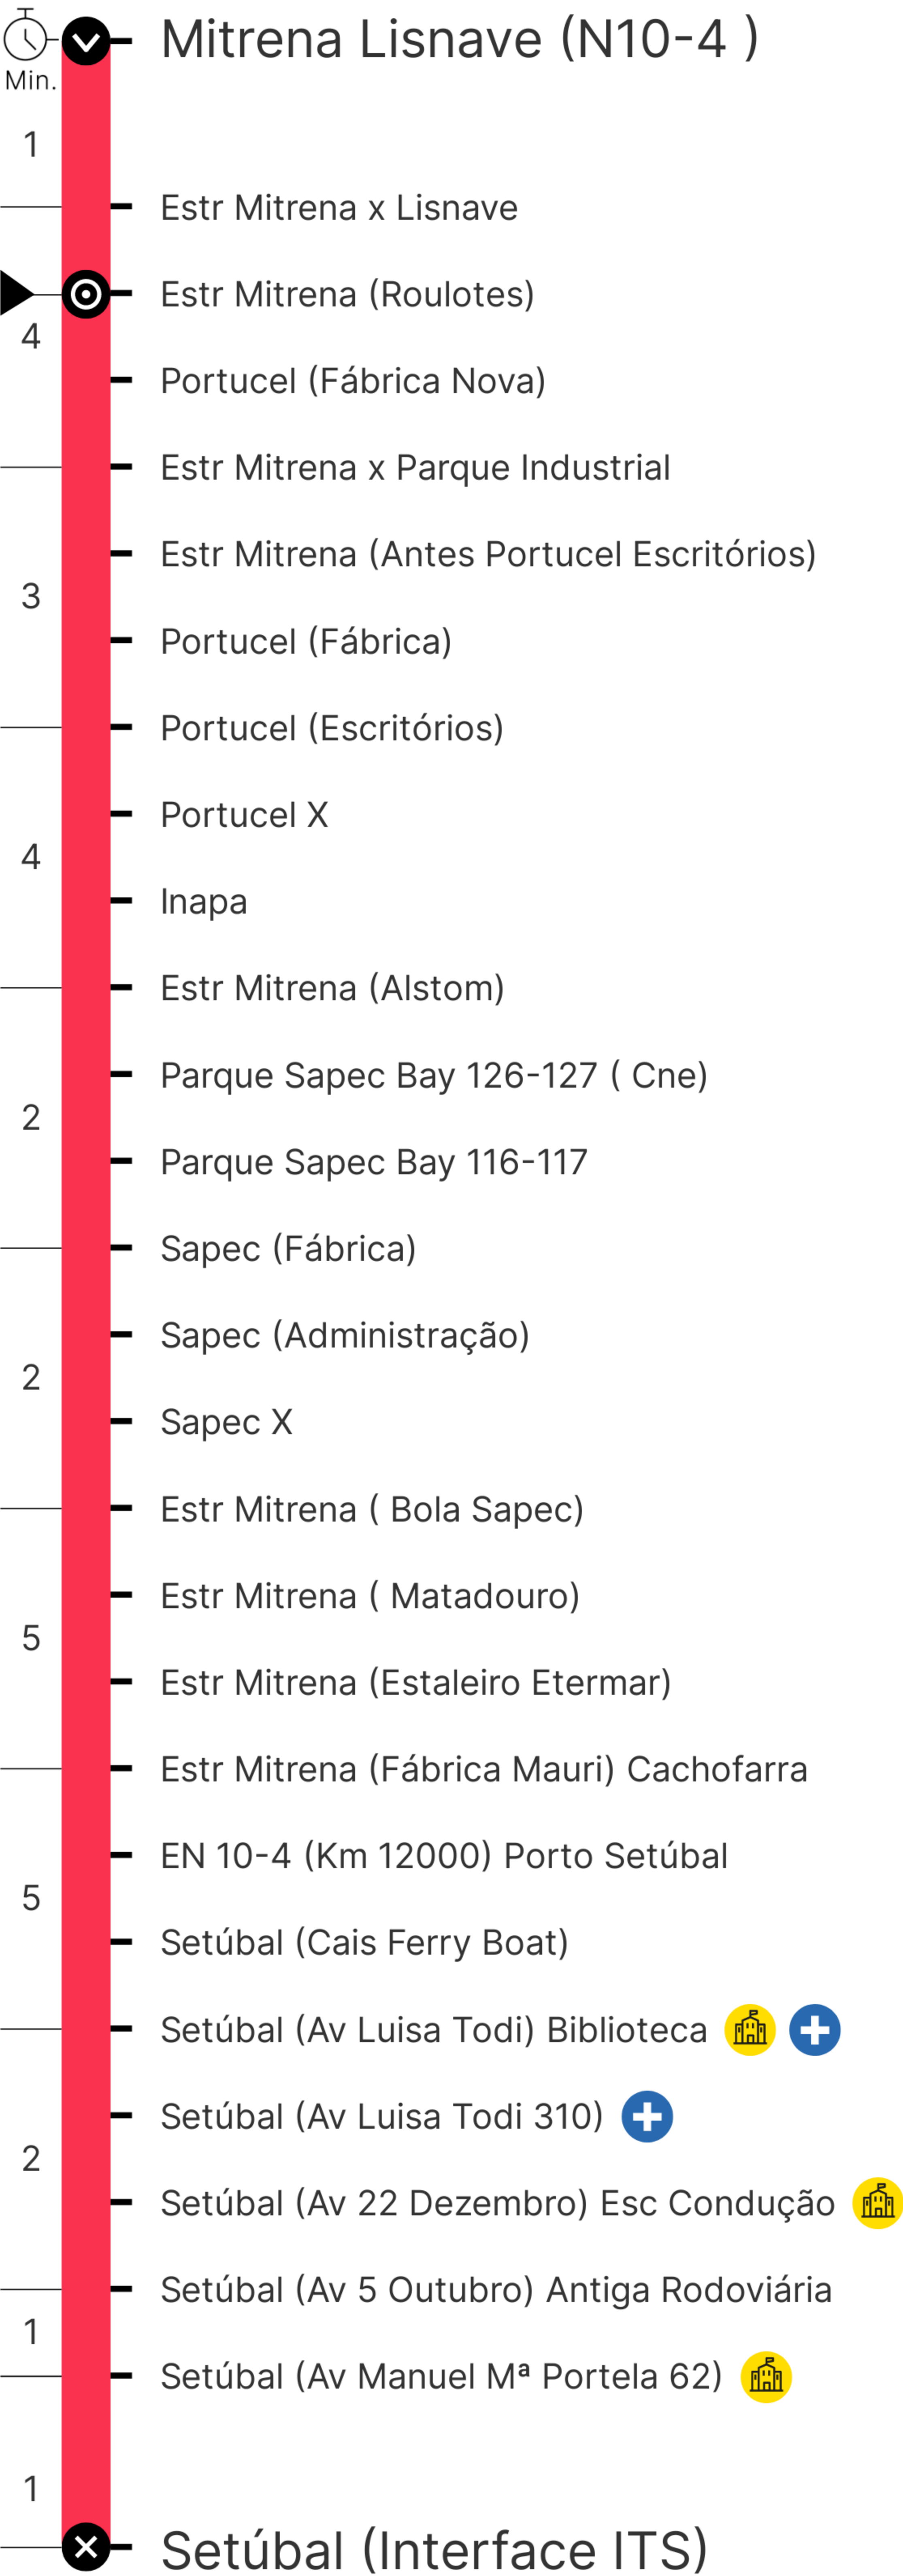 Mitrena Lisnave (N10-4 )
Min.
1
Estr Mitrena x Lisnave
Estr Mitrena (Roulotes)
4
Portucel (Fábrica Nova)
Estr Mitrena x Parque Industrial
Estr Mitrena (Antes Portucel Escritórios)
3
Portucel (Fábrica)
Portucel (Escritórios)
Portucel X
4
Inapa
Estr Mitrena (Alstom)
Parque Sapec Bay 126-127 ( Cne)
2
Parque Sapec Bay 116-117
Sapec (Fábrica)
Sapec (Administração)
2
Sapec X
Estr Mitrena ( Bola Sapec)
Estr Mitrena ( Matadouro)
5
Estr Mitrena (Estaleiro Etermar)
Estr Mitrena (Fábrica Mauri) Cachofarra
EN 10-4 (Km 12000) Porto Setúbal
5
Setúbal (Cais Ferry Boat)
Setúbal (Av Luisa Todi) Biblioteca
Setúbal (Av Luisa Todi 310)
2
Setúbal (Av 22 Dezembro) Esc Condução
Setúbal (Av 5 Outubro) Antiga Rodoviária
1
Setúbal (Av Manuel Mª Portela 62)
1
Setúbal (Interface ITS)